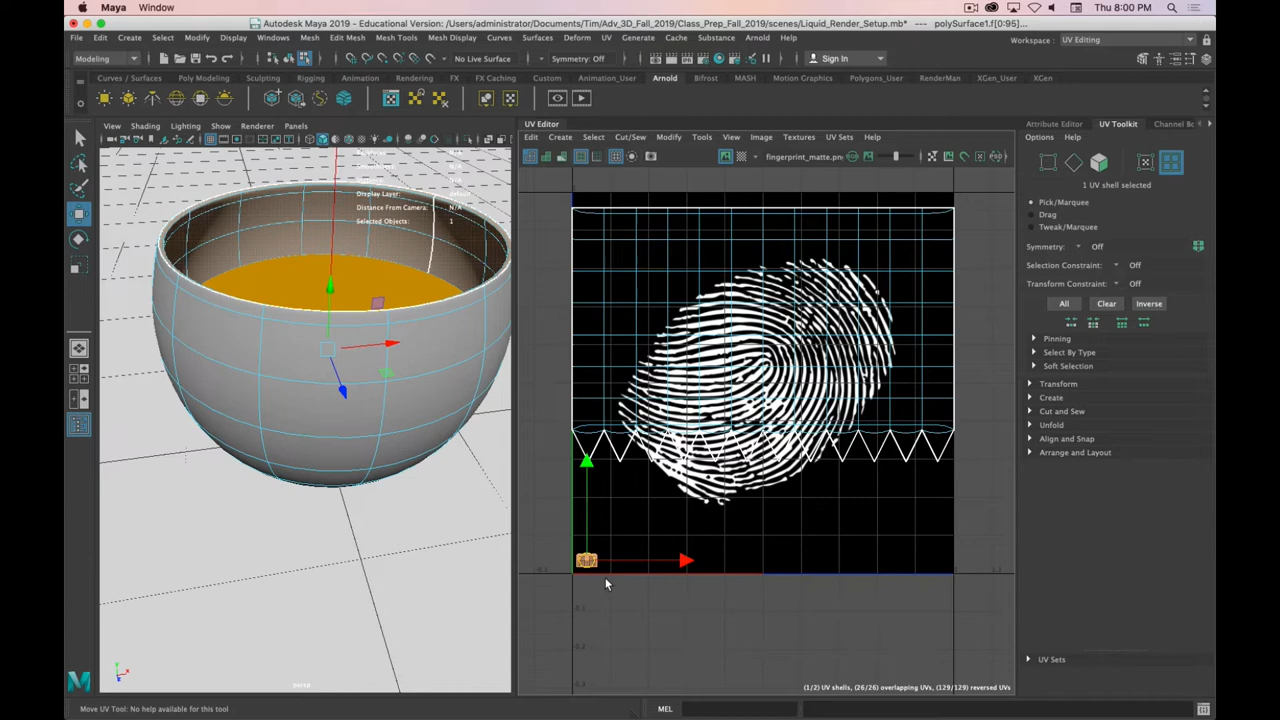 Maya Window
Thu 8:00 PM
Autodesk Maya 2019 - Educational Version: /Users/administrator/Documents/Tim/Adv_3D_Fall_2019/Class_Prep_Fall_2019/scenes/Liquid_Render_Setup.mb* - polySurface1.f[0:95]...
File Edit Create Select Modify Display Windows Mesh Edit Mesh Mesh Tools Mesh Display Curves Surfaces Deform UV Generate Cache Substance Arnold Help
Workspace : UV Editing
Modeling
No Live Surface
Symmetry: Off
Sign In
Curves / Surfaces Poly Modeling Sculpting Rigging Animation Rendering FX FX Caching Custom Animation_User Arnold Bifrost MASH Motion Graphics Polygons_User RenderMan XGen_User XGen
View Shading Lighting Show Renderer Panels
UV Editor
Edit Create Select Cut/Sew Modify Tools View Image Textures UV Sets Help
fingerprint_matte.pn
Attribute Editor UV Toolkit Channel Bo
Options Help
1 UV shell selected
Pick/Marquee
Drag
Tweak/Marquee
Symmetry: Off
Selection Constraint: Off
Transform Constraint: Off
All Clear Inverse
Pinning
Select By Type
Soft Selection
Transform
Create
Cut and Sew
Unfold
Align and Snap
Arrange and Layout
UV Sets
Display Layer:
Distance From Camera: N/A
Selected Objects: 1
persp
(1/2) UV shells, (26/26) overlapping UVs, (129/129) reversed UVs
Move UV Tool: No help available for this tool
MEL